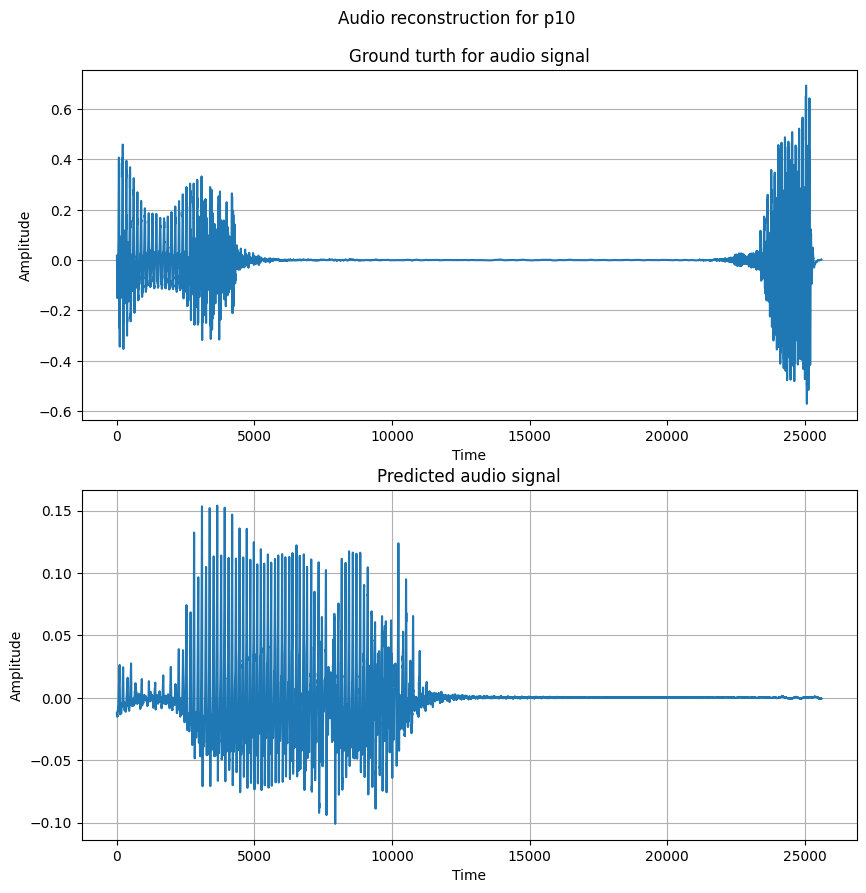 Audio reconstruction for p10
Ground turth for audio signal
0.6
0.4
0.2
0.0
−0.2
−0.4
−0.6
Amplitude
0 5000 10000 15000 20000 25000
Time
Predicted audio signal
0.15
0.10
0.05
0.00
−0.05
−0.10
Amplitude
0 5000 10000 15000 20000 25000
Time